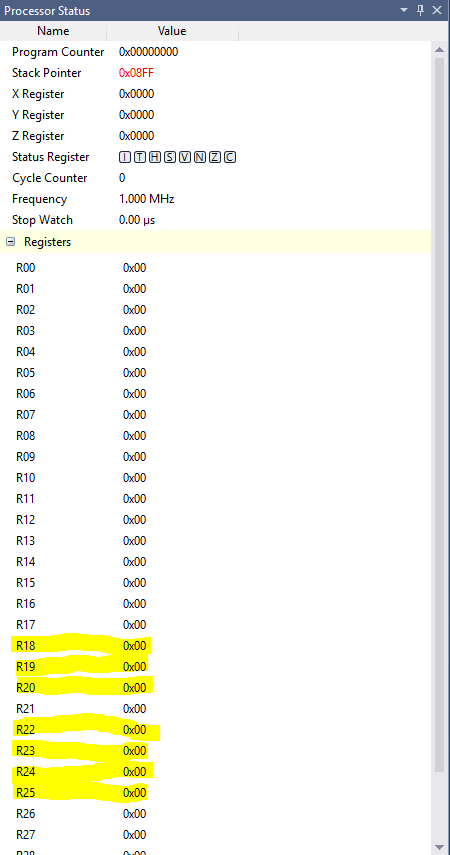 Processor Status
Name Value
Program Counter 0x00000000
Stack Pointer 0x08FF
X Register 0x0000
Y Register 0x0000
Z Register 0x0000
Status Register I T H S V N Z C
Cycle Counter 0
Frequency 1.000 MHz
Stop Watch 0.00 µs
Registers
R00 0x00
R01 0x00
R02 0x00
R03 0x00
R04 0x00
R05 0x00
R06 0x00
R07 0x00
R08 0x00
R09 0x00
R10 0x00
R11 0x00
R12 0x00
R13 0x00
R14 0x00
R15 0x00
R16 0x00
R17 0x00
R18 0x00
R19 0x00
R20 0x00
R21 0x00
R22 0x00
R23 0x00
R24 0x00
R25 0x00
R26 0x00
R27 0x00